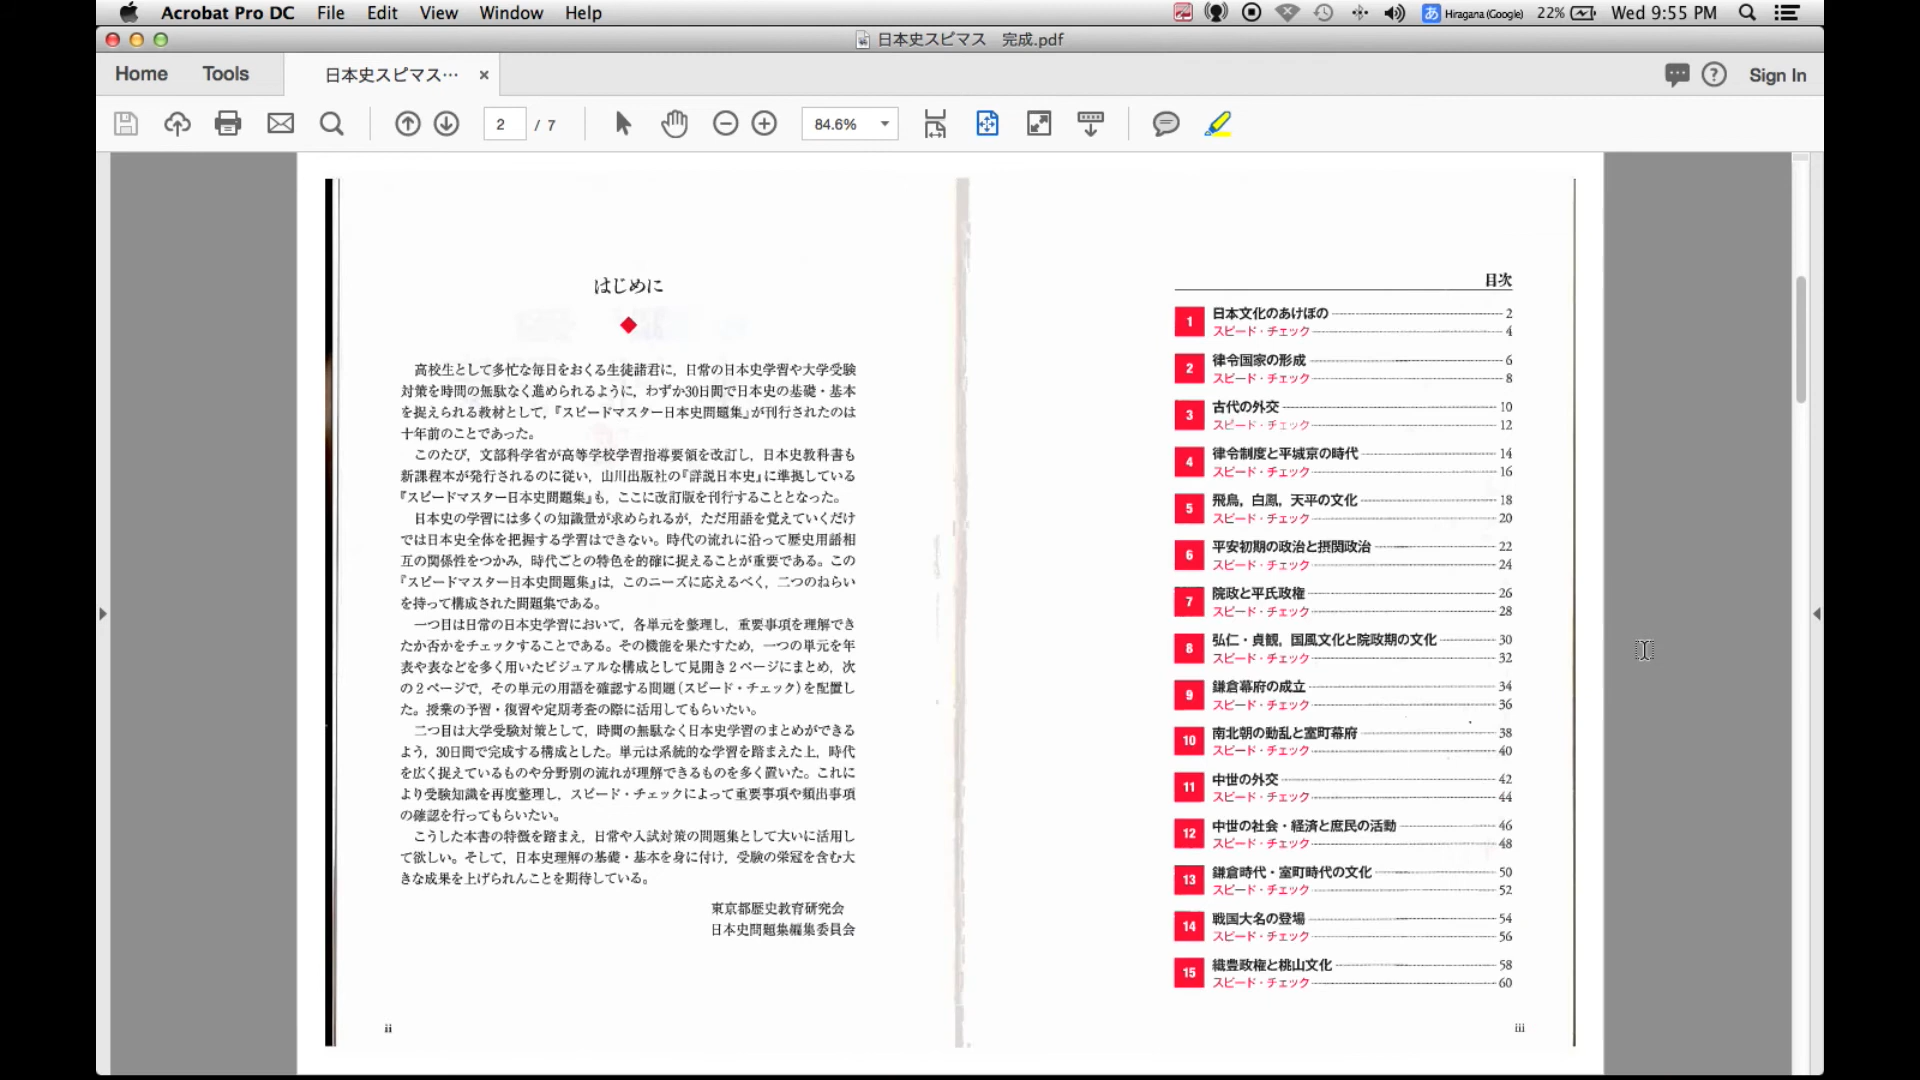 Acrobat Pro DC File Edit View Window Help
あ Hiragana (Google) 22% Wed 9:55 PM
日本史スピマス 完成.pdf
Home Tools 日本史スピマス… × Sign In
2 / 7 84.6%
はじめに
高校生として多忙な毎日をおくる生徒諸君に，日常の日本史学習や大学受験
対策を時間の無駄なく進められるように，わずか30日間で日本史の基礎・基本
を捉えられる教材として，『スピードマスター日本史問題集』が刊行されたのは
十年前のことであった。
このたび，文部科学省が高等学校学習指導要領を改訂し，日本史教科書も
新課程本が発行されるのに従い，山川出版社の『詳説日本史』に準拠している
『スピードマスター日本史問題集』も，ここに改訂版を刊行することとなった。
日本史の学習には多くの知識量が求められるが，ただ用語を覚えていくだけ
では日本史全体を把握する学習はできない。時代の流れに沿って歴史用語相
互の関係性をつかみ，時代ごとの特色を的確に捉えることが重要である。この
『スピードマスター日本史問題集』は，このニーズに応えるべく，二つのねらい
を持って構成された問題集である。
一つ目は日常の日本史学習において，各単元を整理し，重要事項を理解でき
たか否かをチェックすることである。その機能を果たすため，一つの単元を年
表や表などを多く用いたビジュアルな構成として見開き２ページにまとめ，次
の２ページで，その単元の用語を確認する問題（スピード・チェック）を配置し
た。授業の予習・復習や定期考査の際に活用してもらいたい。
二つ目は大学受験対策として，時間の無駄なく日本史学習のまとめができる
よう，30日間で完成する構成とした。単元は系統的な学習を踏まえた上，時代
を広く捉えているものや分野別の流れが理解できるものを多く置いた。これに
より受験知識を再度整理し，スピード・チェックによって重要事項や頻出事項
の確認を行ってもらいたい。
こうした本書の特徴を踏まえ，日常や入試対策の問題集として大いに活用し
て欲しい。そして，日本史理解の基礎・基本を身に付け，受験の栄冠を含む大
きな成果を上げられんことを期待している。
東京都歴史教育研究会
日本史問題集編集委員会
ii
目次
1 日本文化のあけぼの 2
スピード・チェック 4
2 律令国家の形成 6
スピード・チェック 8
3 古代の外交 10
スピード・チェック 12
4 律令制度と平城京の時代 14
スピード・チェック 16
5 飛鳥，白鳳，天平の文化 18
スピード・チェック 20
6 平安初期の政治と摂関政治 22
スピード・チェック 24
7 院政と平氏政権 26
スピード・チェック 28
8 弘仁・貞観，国風文化と院政期の文化 30
スピード・チェック 32
9 鎌倉幕府の成立 34
スピード・チェック 36
10 南北朝の動乱と室町幕府 38
スピード・チェック 40
11 中世の外交 42
スピード・チェック 44
12 中世の社会・経済と庶民の活動 46
スピード・チェック 48
13 鎌倉時代・室町時代の文化 50
スピード・チェック 52
14 戦国大名の登場 54
スピード・チェック 56
15 織豊政権と桃山文化 58
スピード・チェック 60
iii